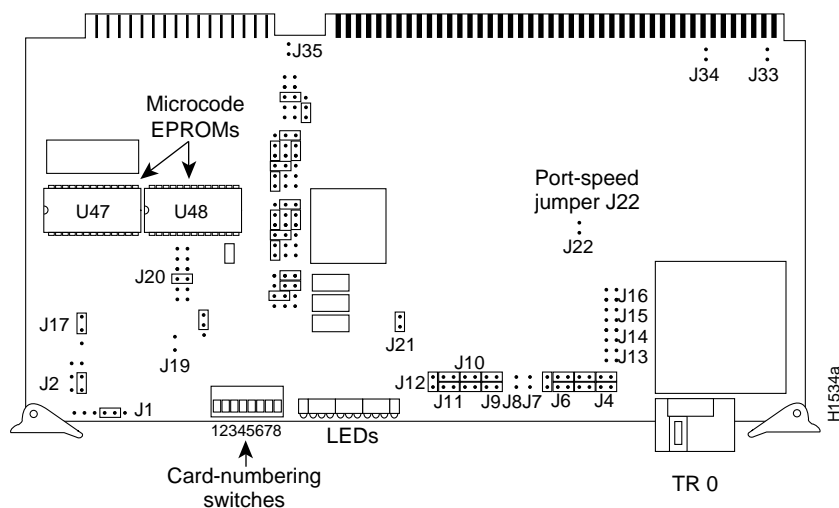 J35
J34
J33
Microcode
EPROMs
U47
U48
Port-speed
jumper J22
J22
J20
J16
J15
J14
J13
J17
J19
J21
J2
J12
J10
J11
J9
J8
J7
J6
J4
J1
12345678
LEDs
Card-numbering
switches
TR 0
H1534a